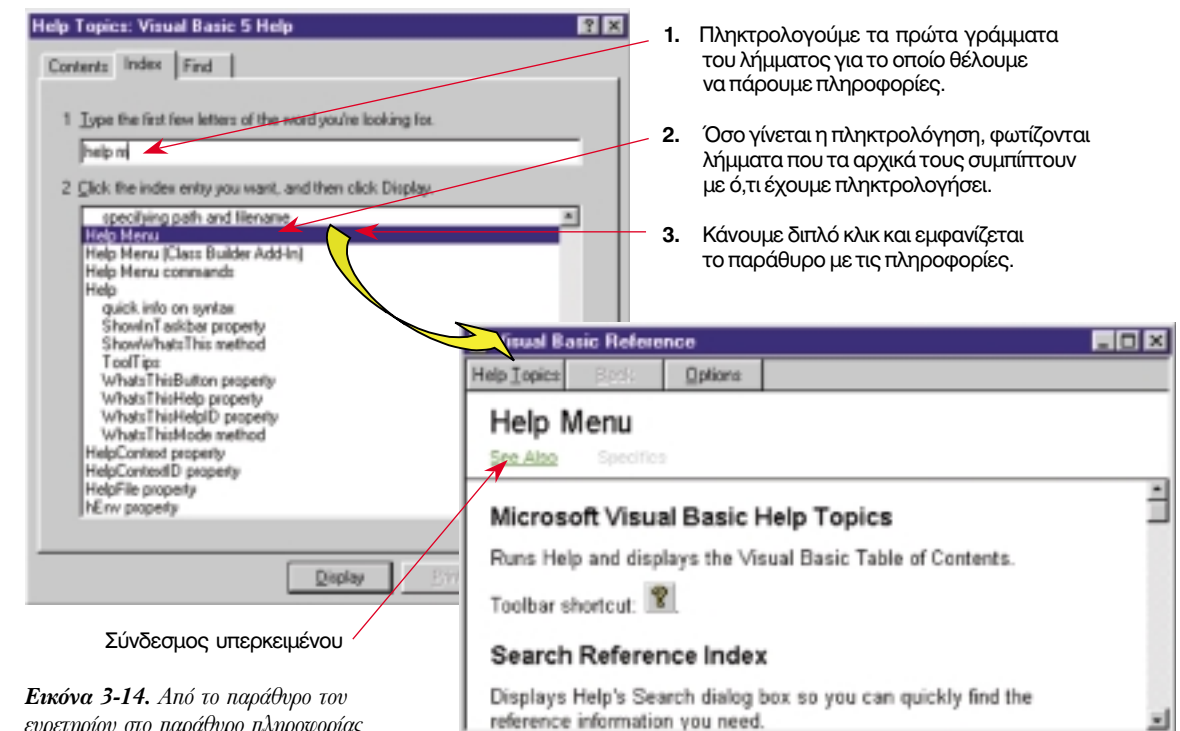 Help Topics: Visual Basic 5 Help
Contents Index Find
1 Type the first few letters of the word you're looking for.
help m
2 Click the index entry you want, and then click Display.
specifying path and filename
Help Menu
Help Menu (Class Builder Add-In)
Help Menu commands
Help
quick info on syntax
ShowInTaskbar property
ShowWhatsThis method
ToolTips
WhatsThisButton property
WhatsThisHelp property
WhatsThisHelpID property
WhatsThisMode method
HelpContext property
HelpContextID property
HelpFile property
hEnv property
Display
1. Πληκτρολογούμε τα πρώτα γράμματα
του λήμματος για το οποίο θέλουμε
να πάρουμε πληροφορίες.
2. Όσο γίνεται η πληκτρολόγηση, φωτίζονται
λήμματα που τα αρχικά τους συμπίπτουν
με ό,τι έχουμε πληκτρολογήσει.
3. Κάνουμε διπλό κλικ και εμφανίζεται
το παράθυρο με τις πληροφορίες.
Visual Basic Reference
Help Topics Back Options
Help Menu
See Also Specifics
Microsoft Visual Basic Help Topics
Runs Help and displays the Visual Basic Table of Contents.
Toolbar shortcut:
Search Reference Index
Displays Help's Search dialog box so you can quickly find the
reference information you need.
Σύνδεσμος υπερκειμένου
Εικόνα 3-14. Από το παράθυρο του
ευρετηρίου στο παράθυρο πληροφορίας